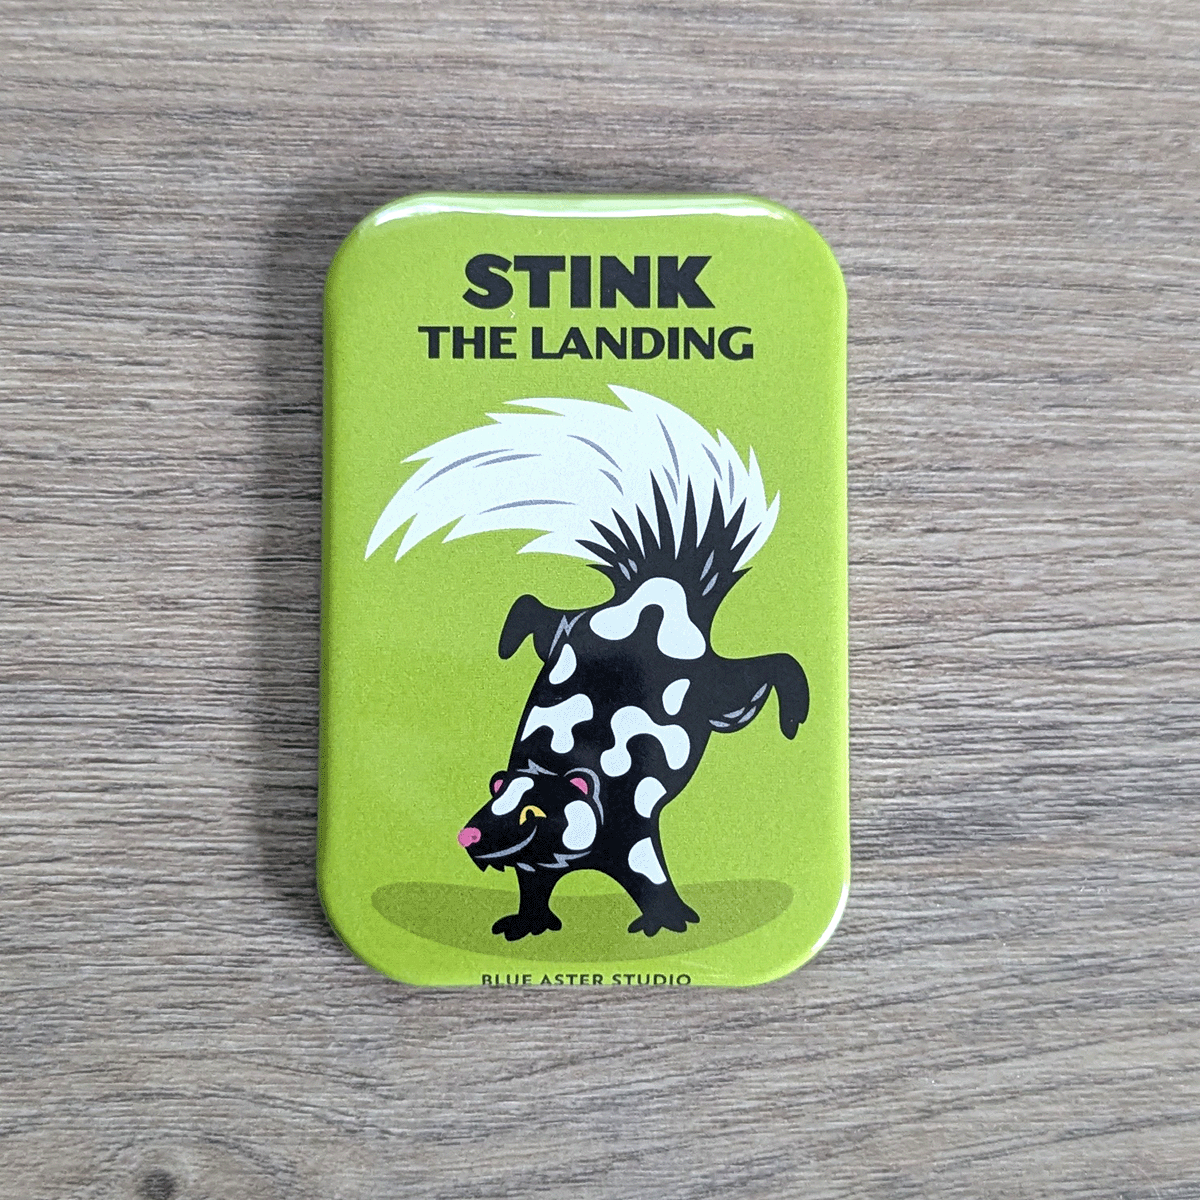 STINK
THE LANDING
BLUE ASTER STUDIO